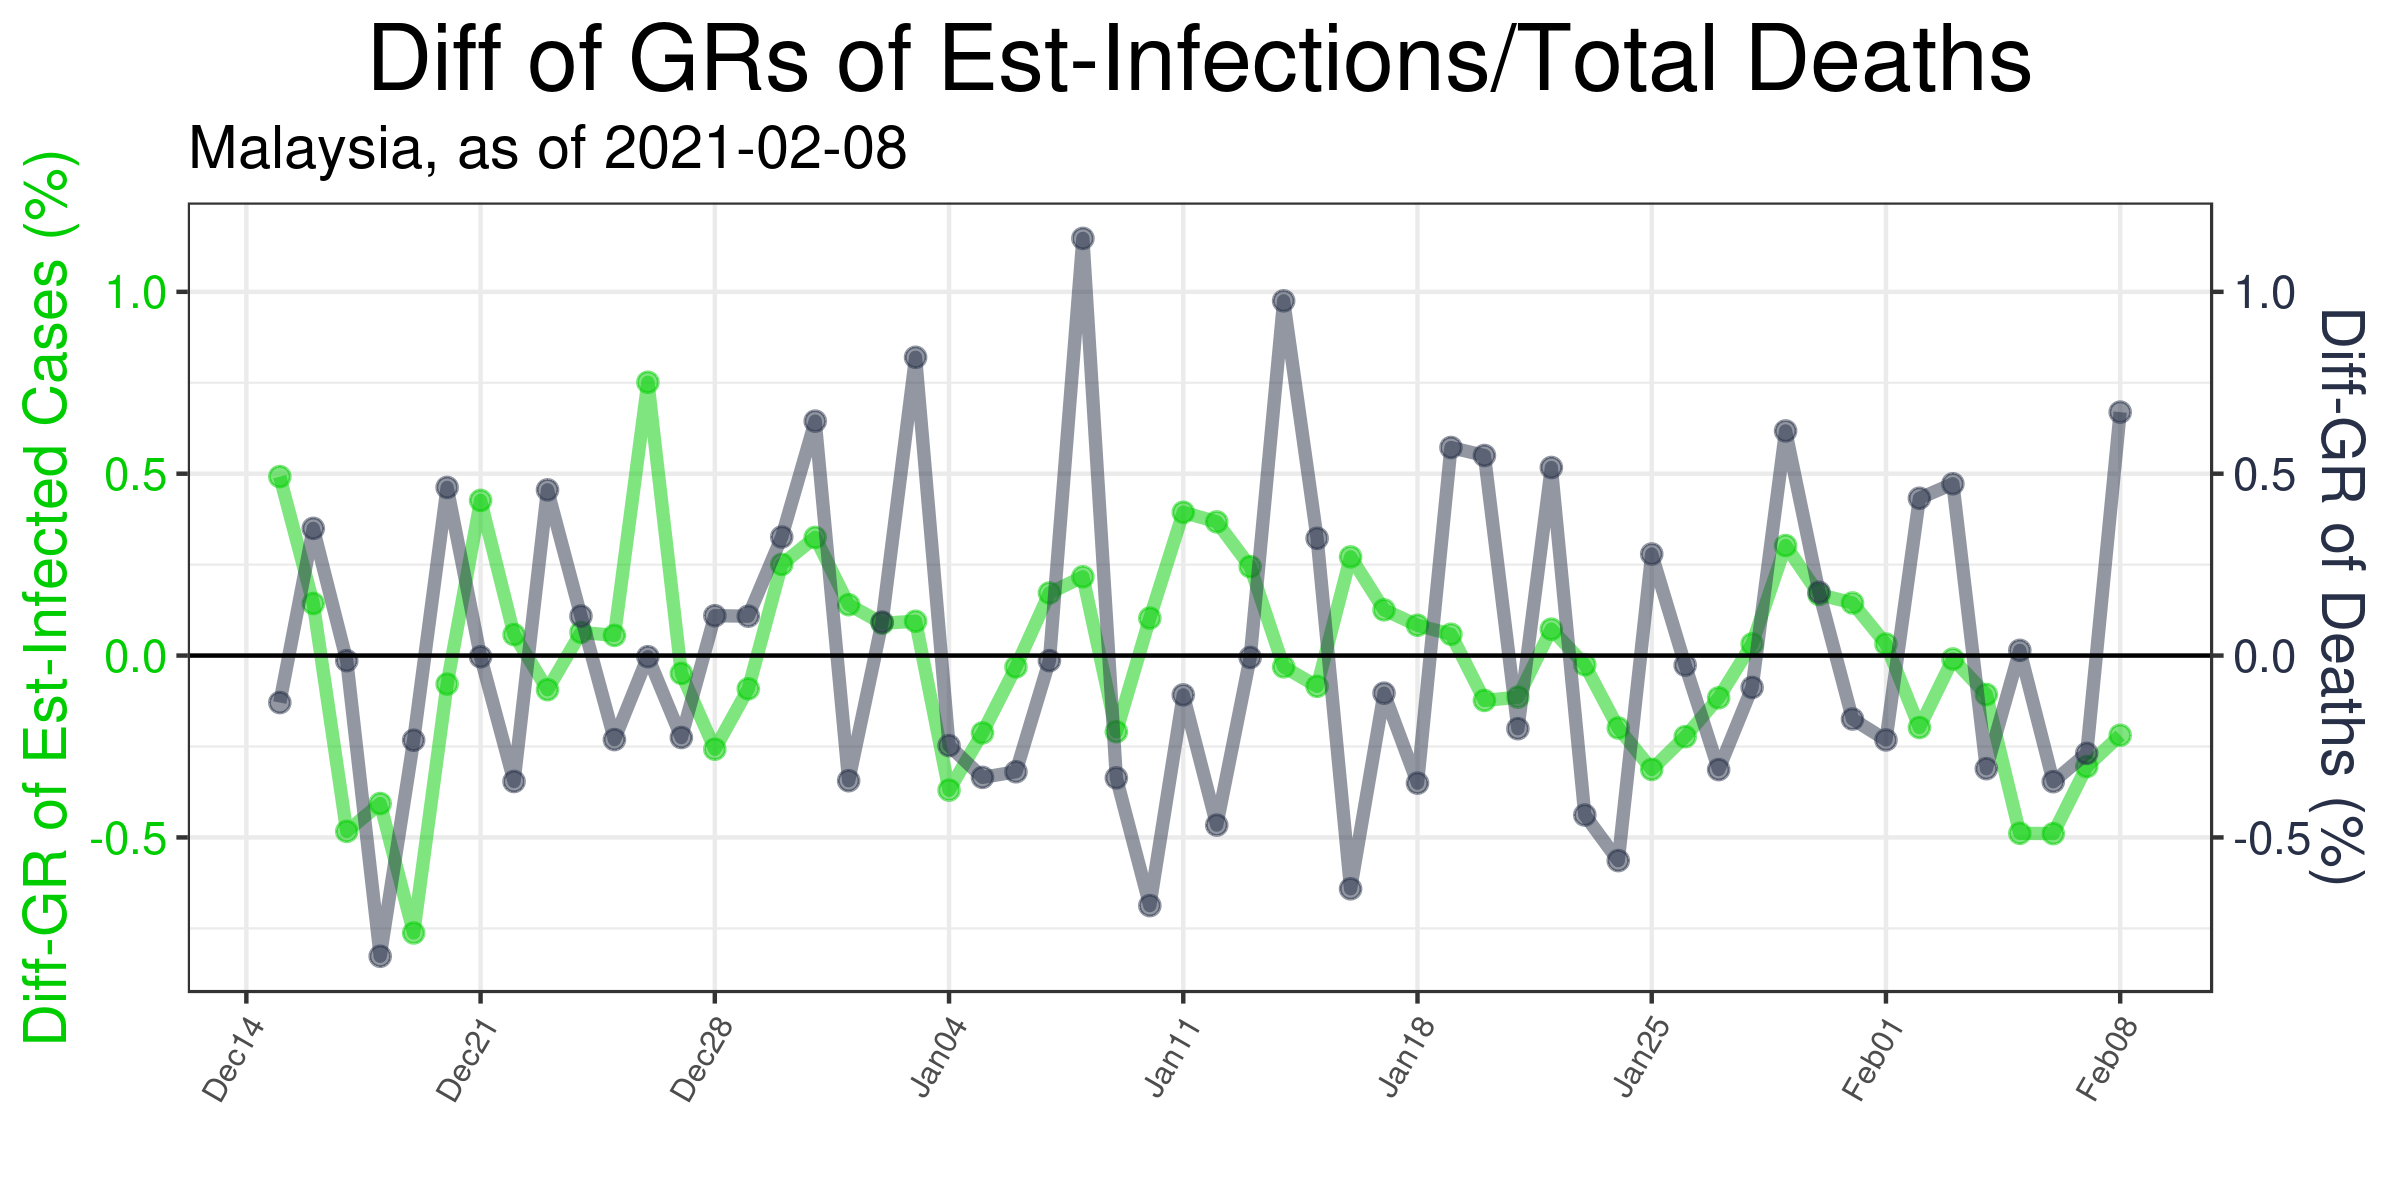 Diff of GRs of Est-Infections/Total Deaths
Malaysia, as of 2021-02-08
Diff-GR of Est-Infected Cases (%)
1.0
0.5
0.0
-0.5
1.0
0.5
0.0
-0.5
Diff-GR of Deaths (%)
Dec14
Dec21
Dec28
Jan04
Jan11
Jan18
Jan25
Feb01
Feb08